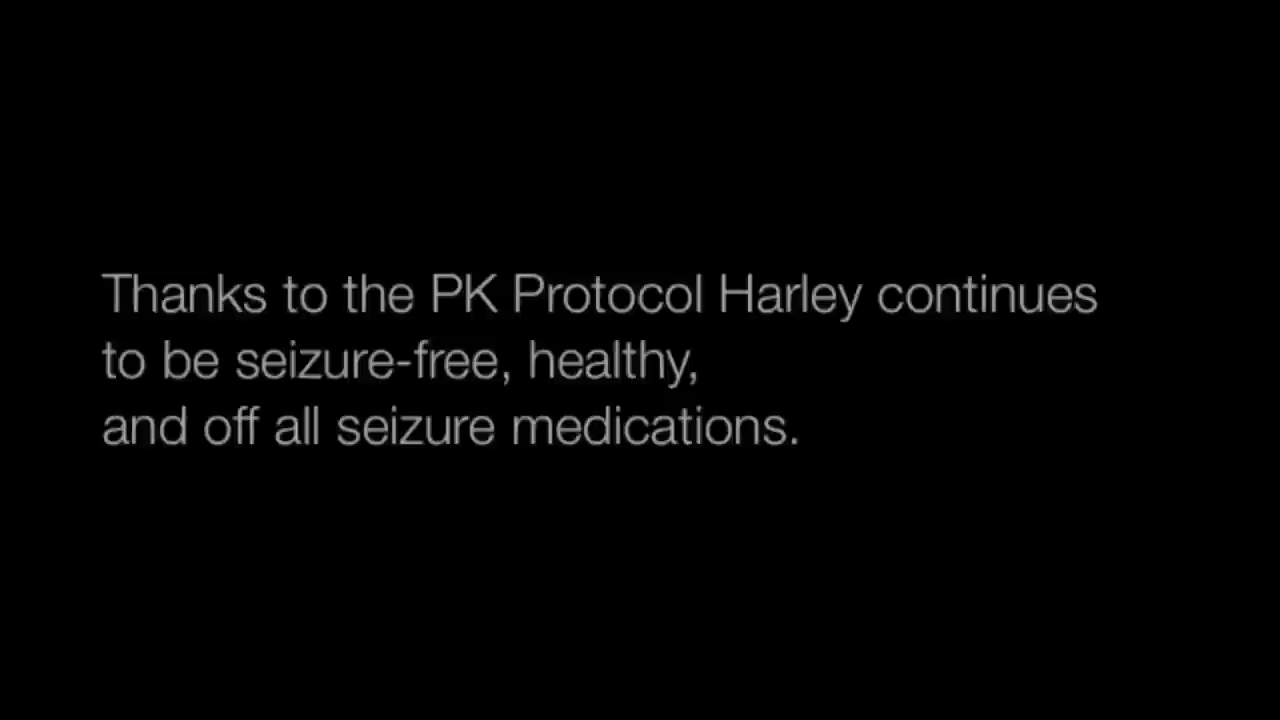 Thanks to the PK Protocol Harley continues
to be seizure-free, healthy,
and off all seizure medications.